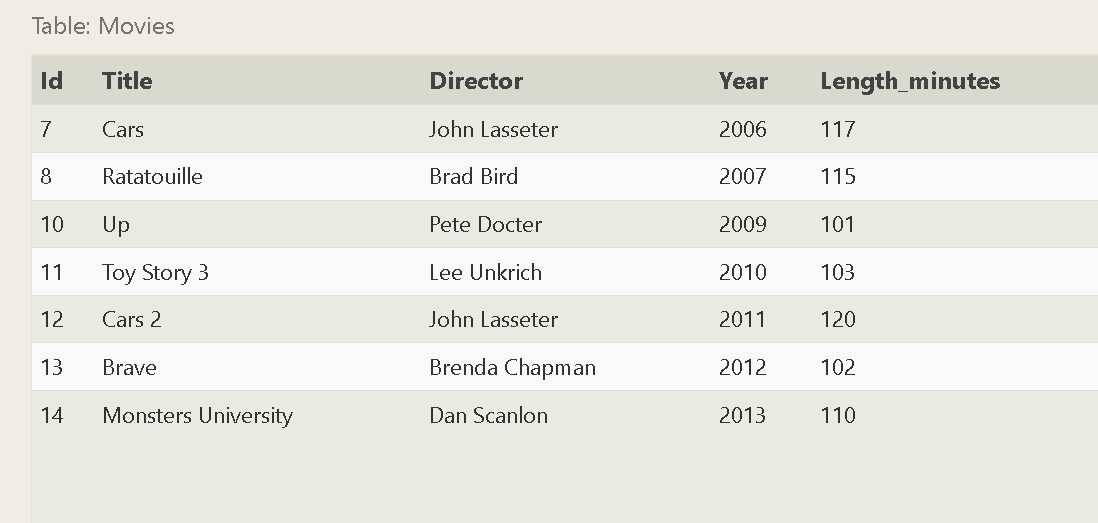 Table: Movies
Id Title Director Year Length_minutes
7 Cars John Lasseter 2006 117
8 Ratatouille Brad Bird 2007 115
10 Up Pete Docter 2009 101
11 Toy Story 3 Lee Unkrich 2010 103
12 Cars 2 John Lasseter 2011 120
13 Brave Brenda Chapman 2012 102
14 Monsters University Dan Scanlon 2013 110